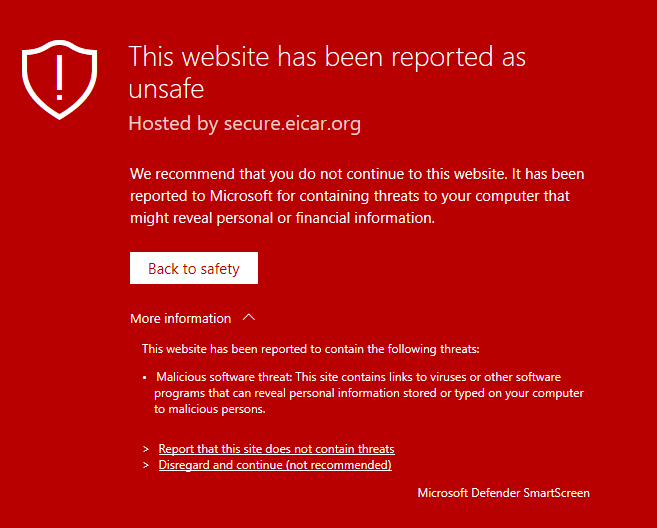 This website has been reported as
unsafe
Hosted by secure.eicar.org
We recommend that you do not continue to this website. It has been
reported to Microsoft for containing threats to your computer that
might reveal personal or financial information.
Back to safety
More information
This website has been reported to contain the following threats:
• Malicious software threat: This site contains links to viruses or other software
programs that can reveal personal information stored or typed on your computer
to malicious persons.
> Report that this site does not contain threats
> Disregard and continue (not recommended)
Microsoft Defender SmartScreen